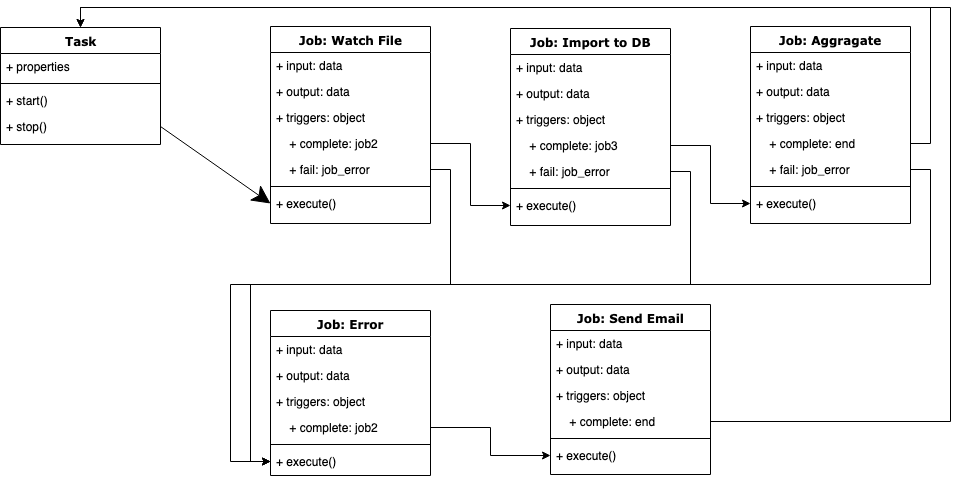 Task
+ properties
+ start()
+ stop()
Job: Watch File
+ input: data
+ output: data
+ triggers: object
+ complete: job2
+ fail: job_error
+ execute()
Job: Import to DB
+ input: data
+ output: data
+ triggers: object
+ complete: job3
+ fail: job_error
+ execute()
Job: Aggragate
+ input: data
+ output: data
+ triggers: object
+ complete: end
+ fail: job_error
+ execute()
Job: Error
+ input: data
+ output: data
+ triggers: object
+ complete: job2
+ execute()
Job: Send Email
+ input: data
+ output: data
+ triggers: object
+ complete: end
+ execute()